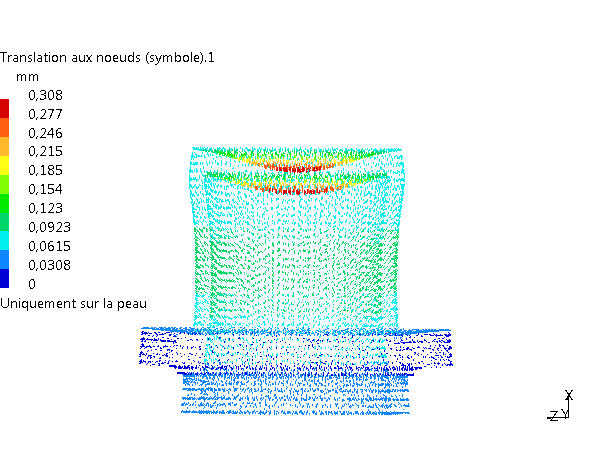 Translation aux noeuds (symbole).1
mm
0,308
0,277
0,246
0,215
0,185
0,154
0,123
0,0923
0,0615
0,0308
0
Uniquement sur la peau
X
Z Y